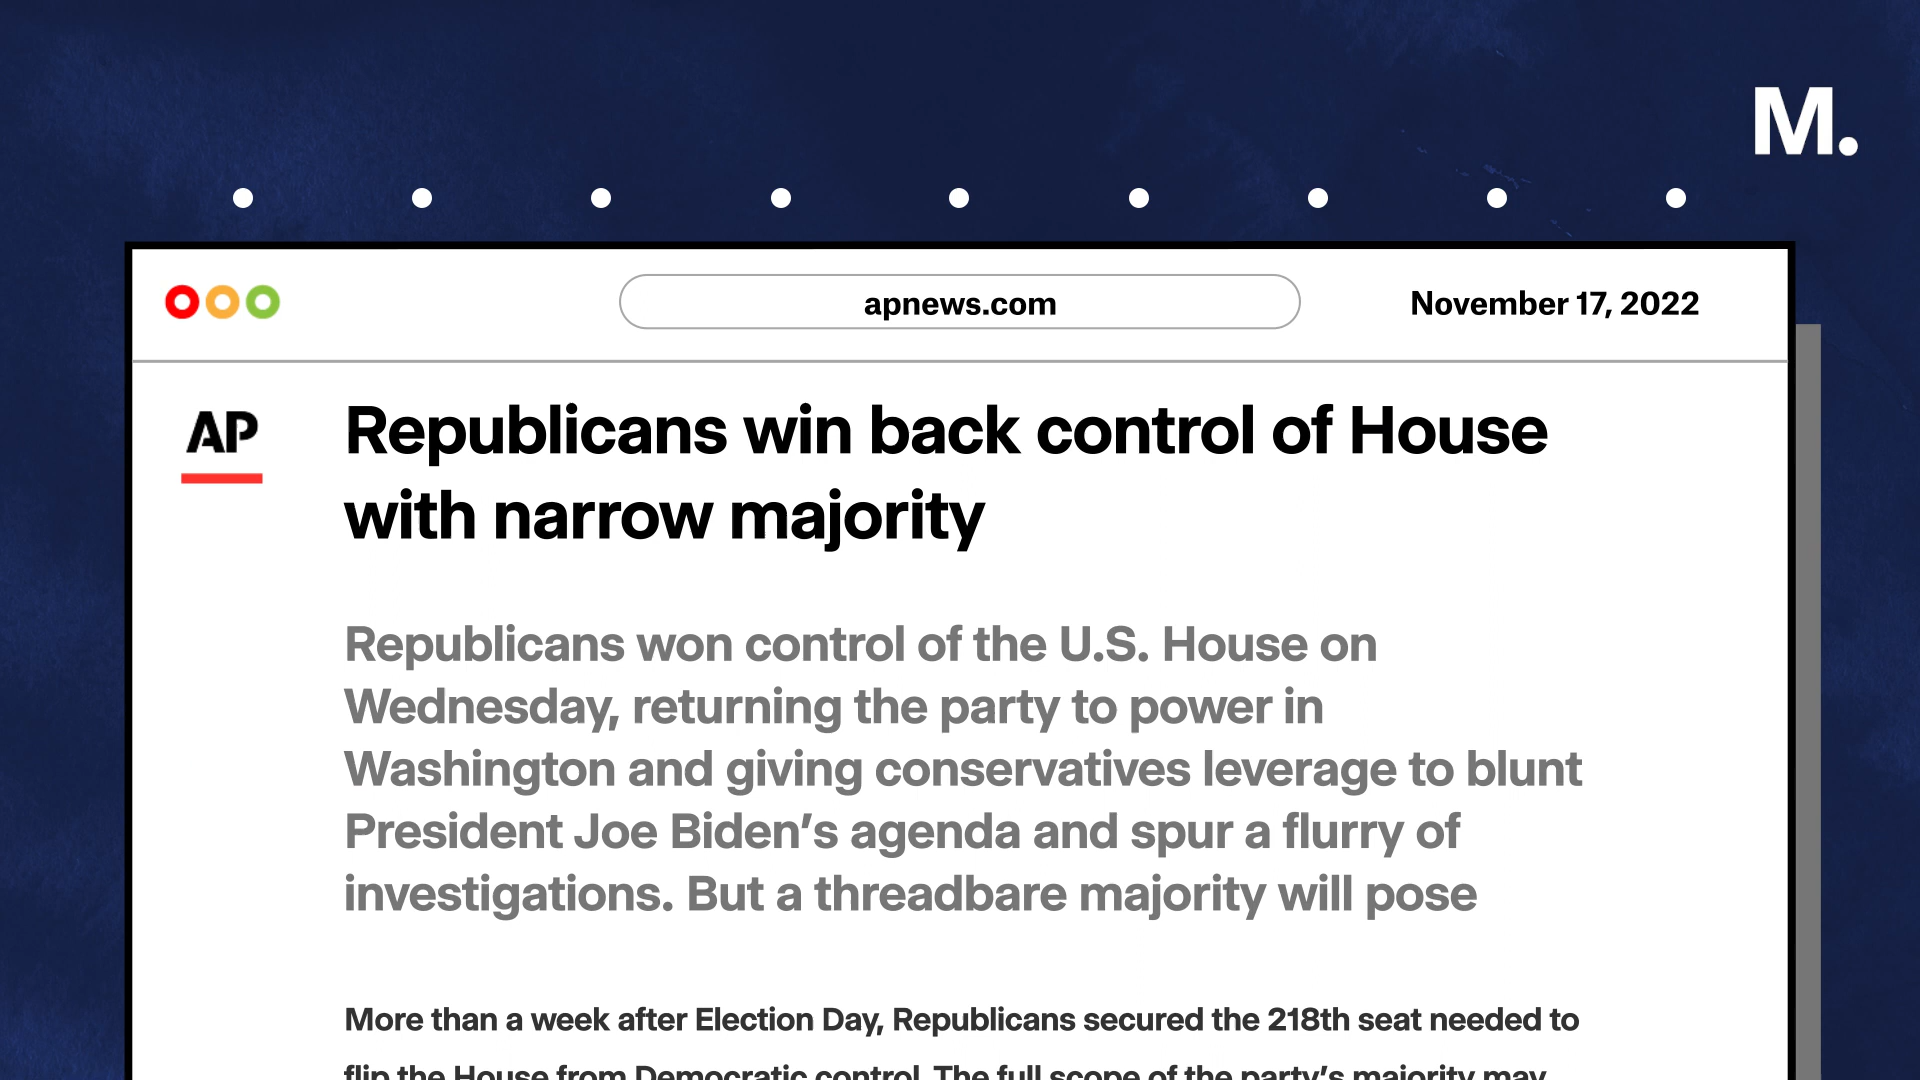 M.
apnews.com
November 17, 2022
AP
Republicans win back control of House
with narrow majority
Republicans won control of the U.S. House on
Wednesday, returning the party to power in
Washington and giving conservatives leverage to blunt
President Joe Biden’s agenda and spur a flurry of
investigations. But a threadbare majority will pose
More than a week after Election Day, Republicans secured the 218th seat needed to
flip the House from Democratic control. The full scope of the party’s majority may